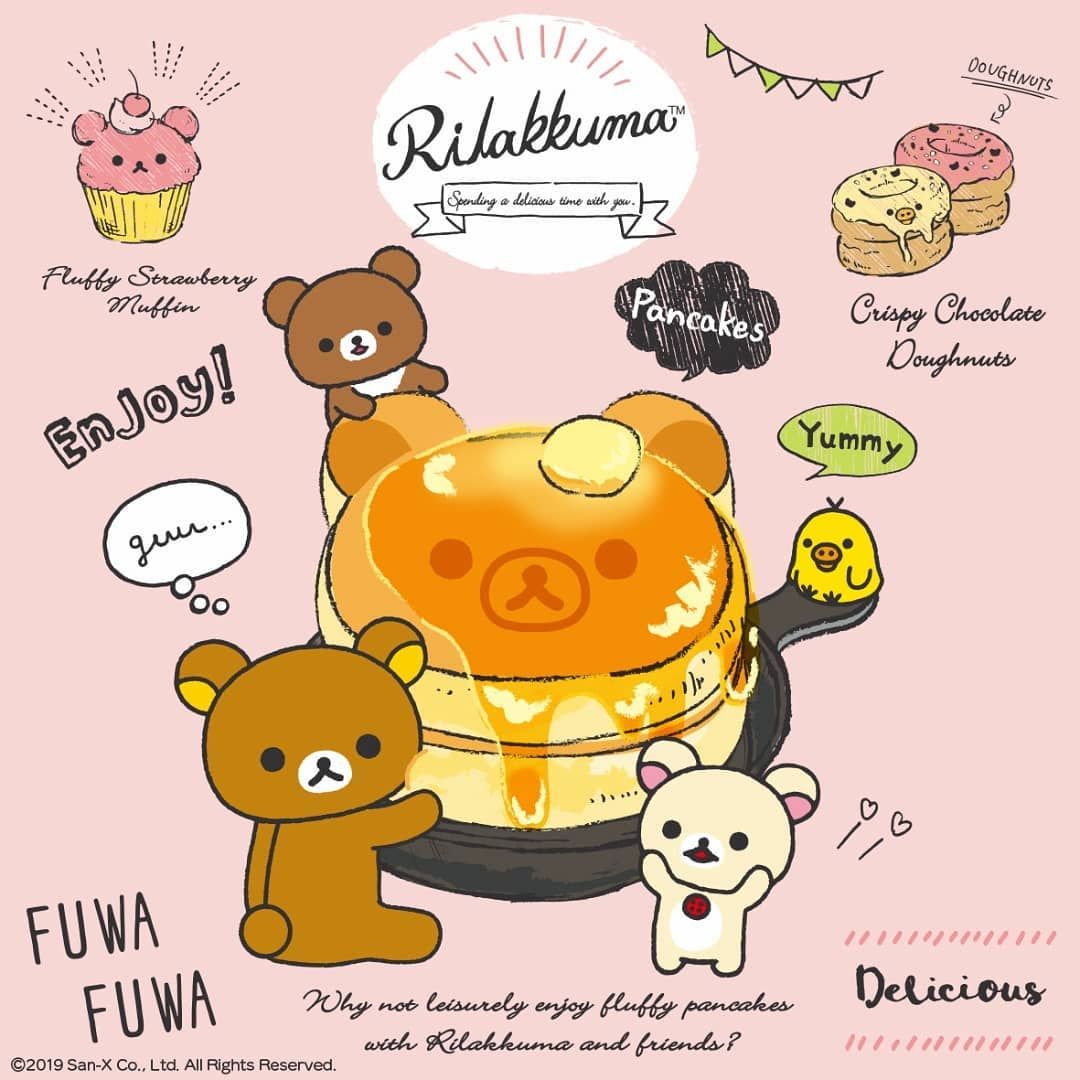 Rilakkuma™
Spending a delicious time with you.
DOUGHNUTS
Fluffy Strawberry
Muffin
Pancakes
Crispy Chocolate
Doughnuts
Enjoy!
Yummy
guuu...
FUWA
FUWA
Why not leisurely enjoy fluffy pancakes
with Rilakkuma and friends?
Delicious
©2019 San-X Co., Ltd. All Rights Reserved.